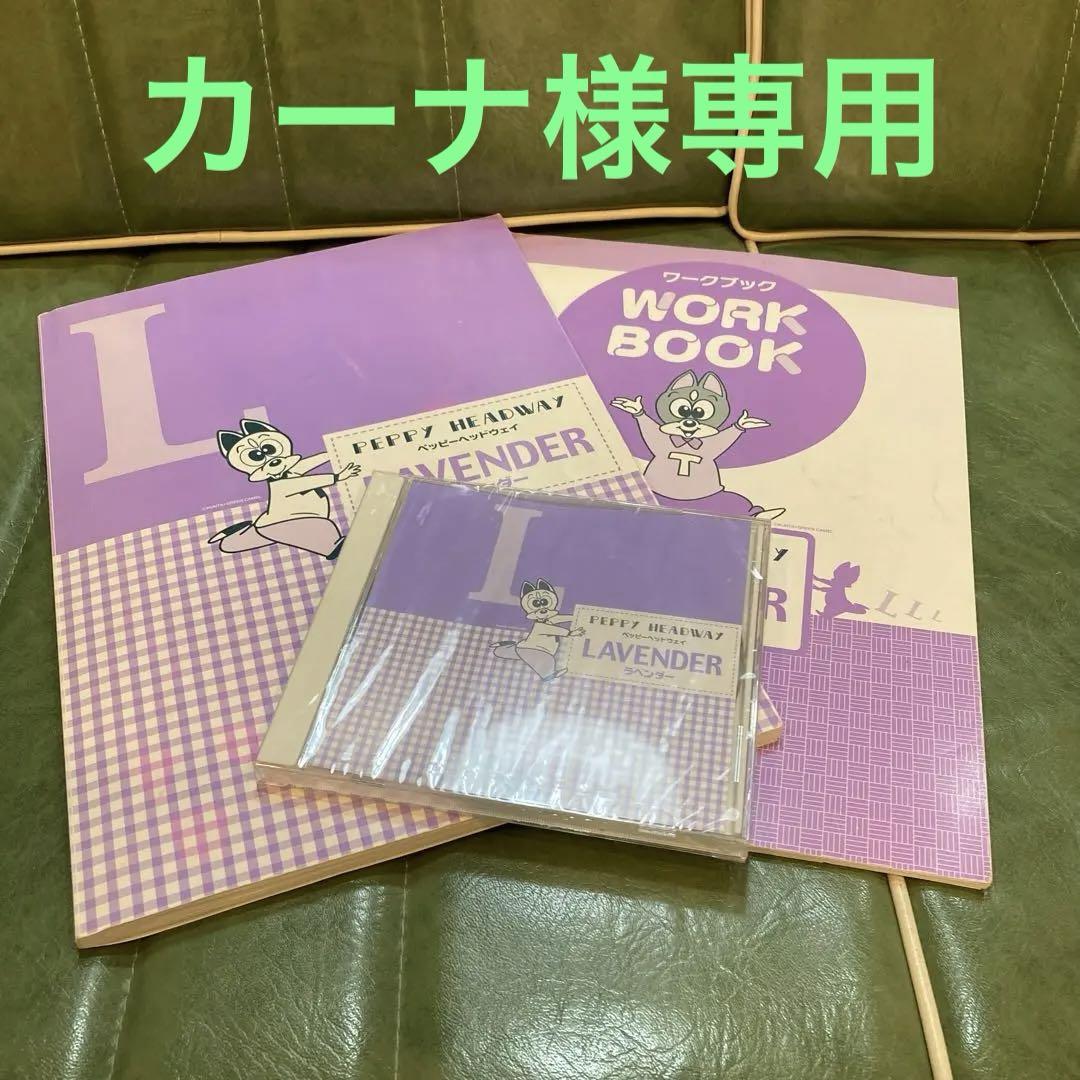 カーナ様専用
L
PEPPY HEADWAY
ペッピーヘッドウェイ
LAVENDER
ワークブック
WORK
BOOK
T
Y
R
LLL
L
PEPPY HEADWAY
ペッピーヘッドウェイ
LAVENDER
ラベンダー